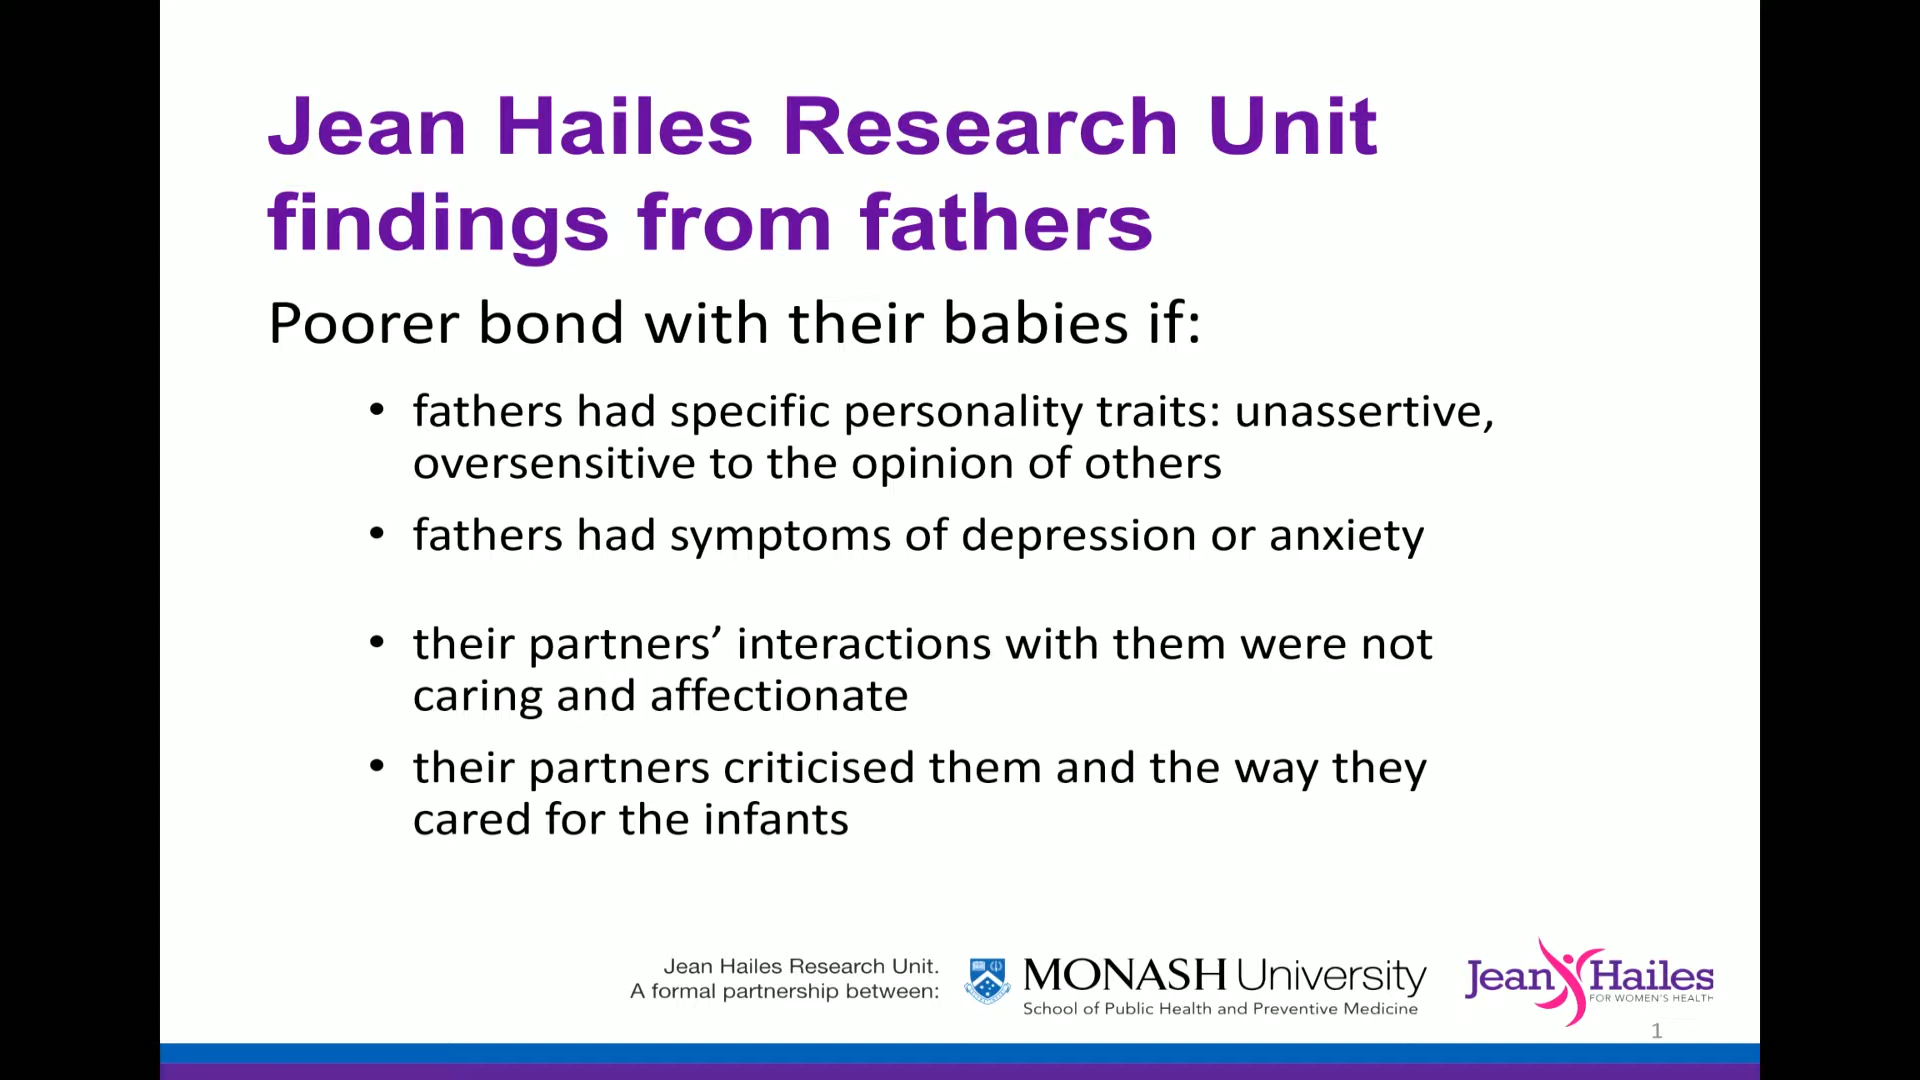 Jean Hailes Research Unit
findings from fathers
Poorer bond with their babies if:
• fathers had specific personality traits: unassertive,
oversensitive to the opinion of others
• fathers had symptoms of depression or anxiety
• their partners’ interactions with them were not
caring and affectionate
• their partners criticised them and the way they
cared for the infants
Jean Hailes Research Unit.
A formal partnership between:
MONASH University
School of Public Health and Preventive Medicine
Jean Hailes
FOR WOMEN'S HEALTH
1